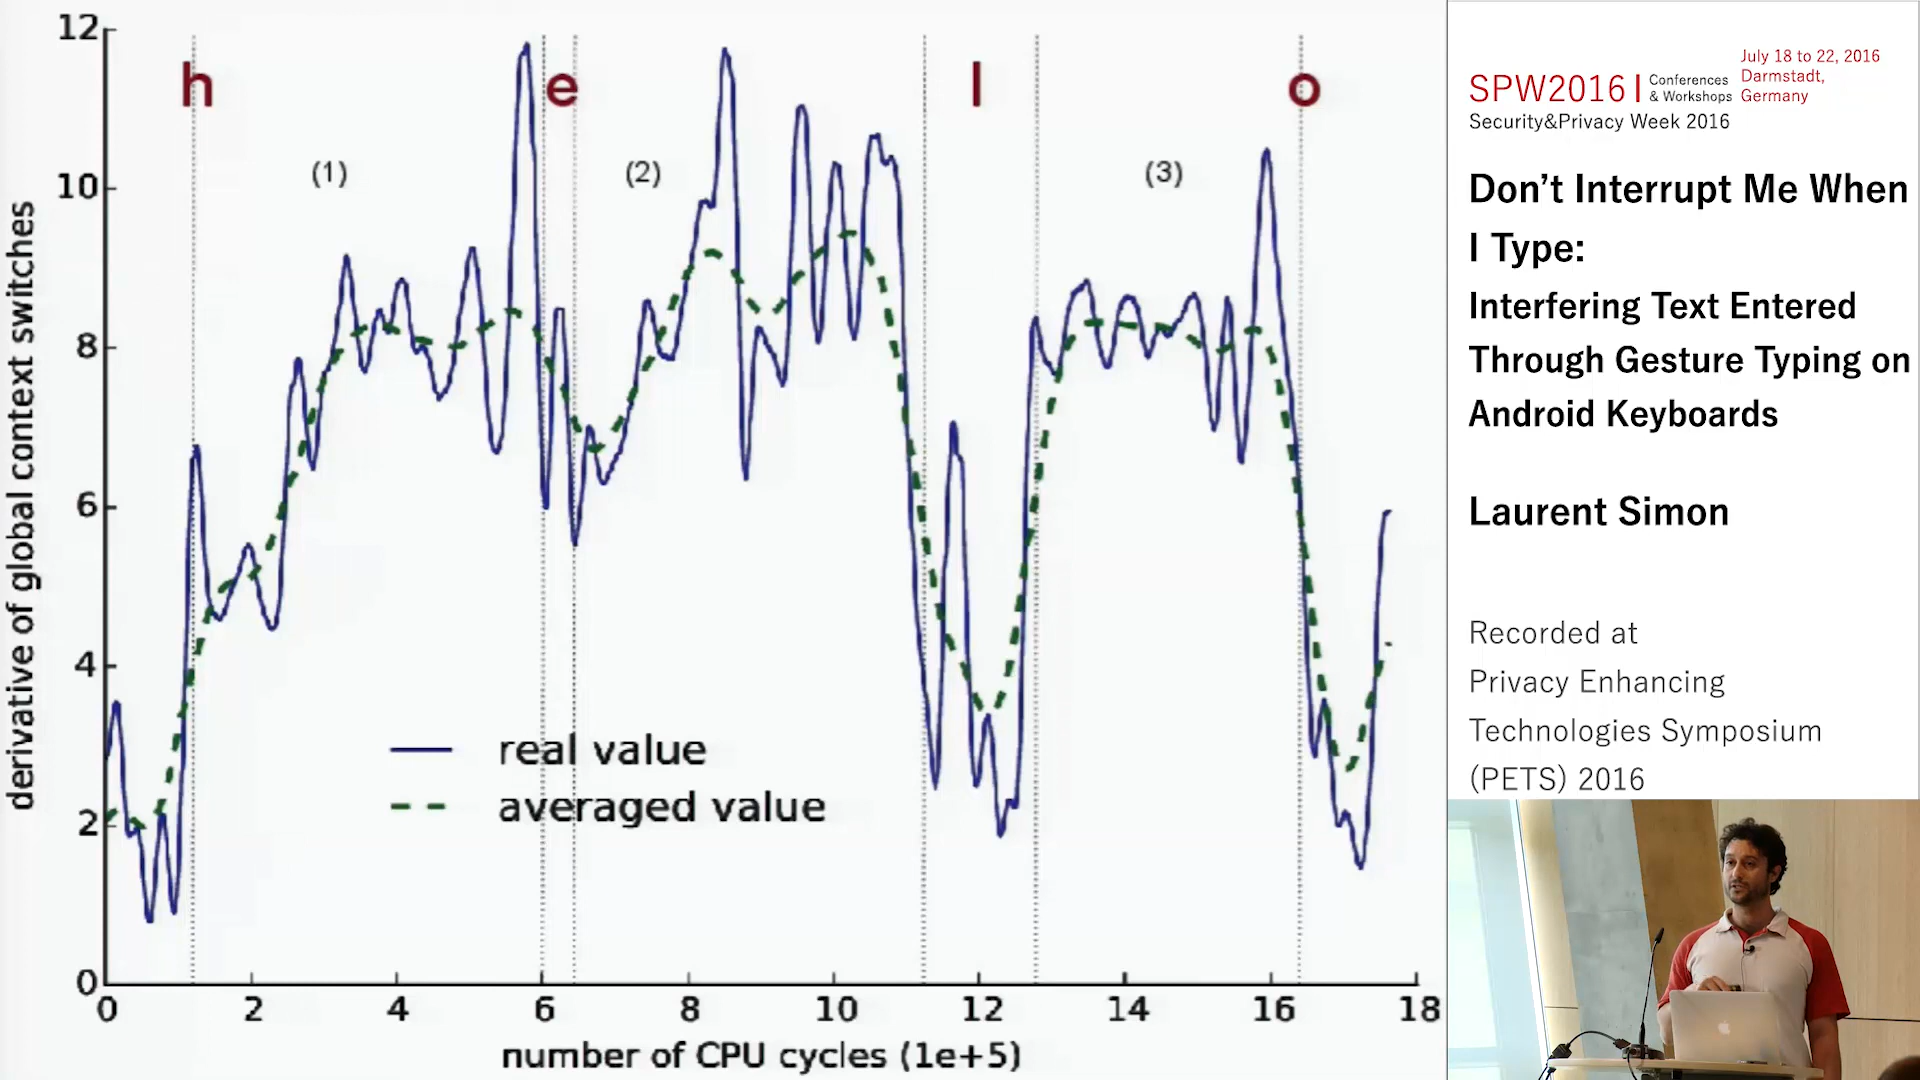 12
10
8
6
4
2
0
derivative of global context switches
h
e
l
o
(1)
(2)
(3)
real value
averaged value
0 2 4 6 8 10 12 14 16 18
number of CPU cycles (1e+5)
SPW2016 | Conferences & Workshops
July 18 to 22, 2016
Darmstadt,
Germany
Security&Privacy Week 2016
Don't Interrupt Me When
I Type:
Interfering Text Entered
Through Gesture Typing on
Android Keyboards
Laurent Simon
Recorded at
Privacy Enhancing
Technologies Symposium
(PETS) 2016